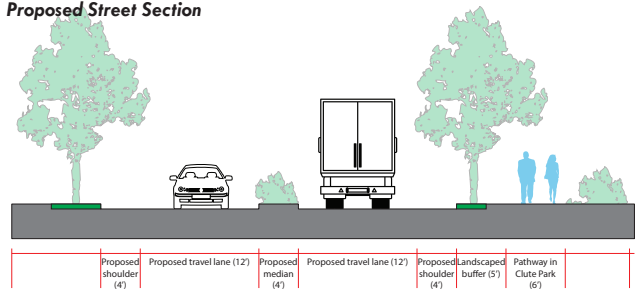 Proposed Street Section
Proposed shoulder (4')
Proposed travel lane (12')
Proposed median (4')
Proposed travel lane (12')
Proposed shoulder (4')
Landscaped buffer (5')
Pathway in Clute Park (6')